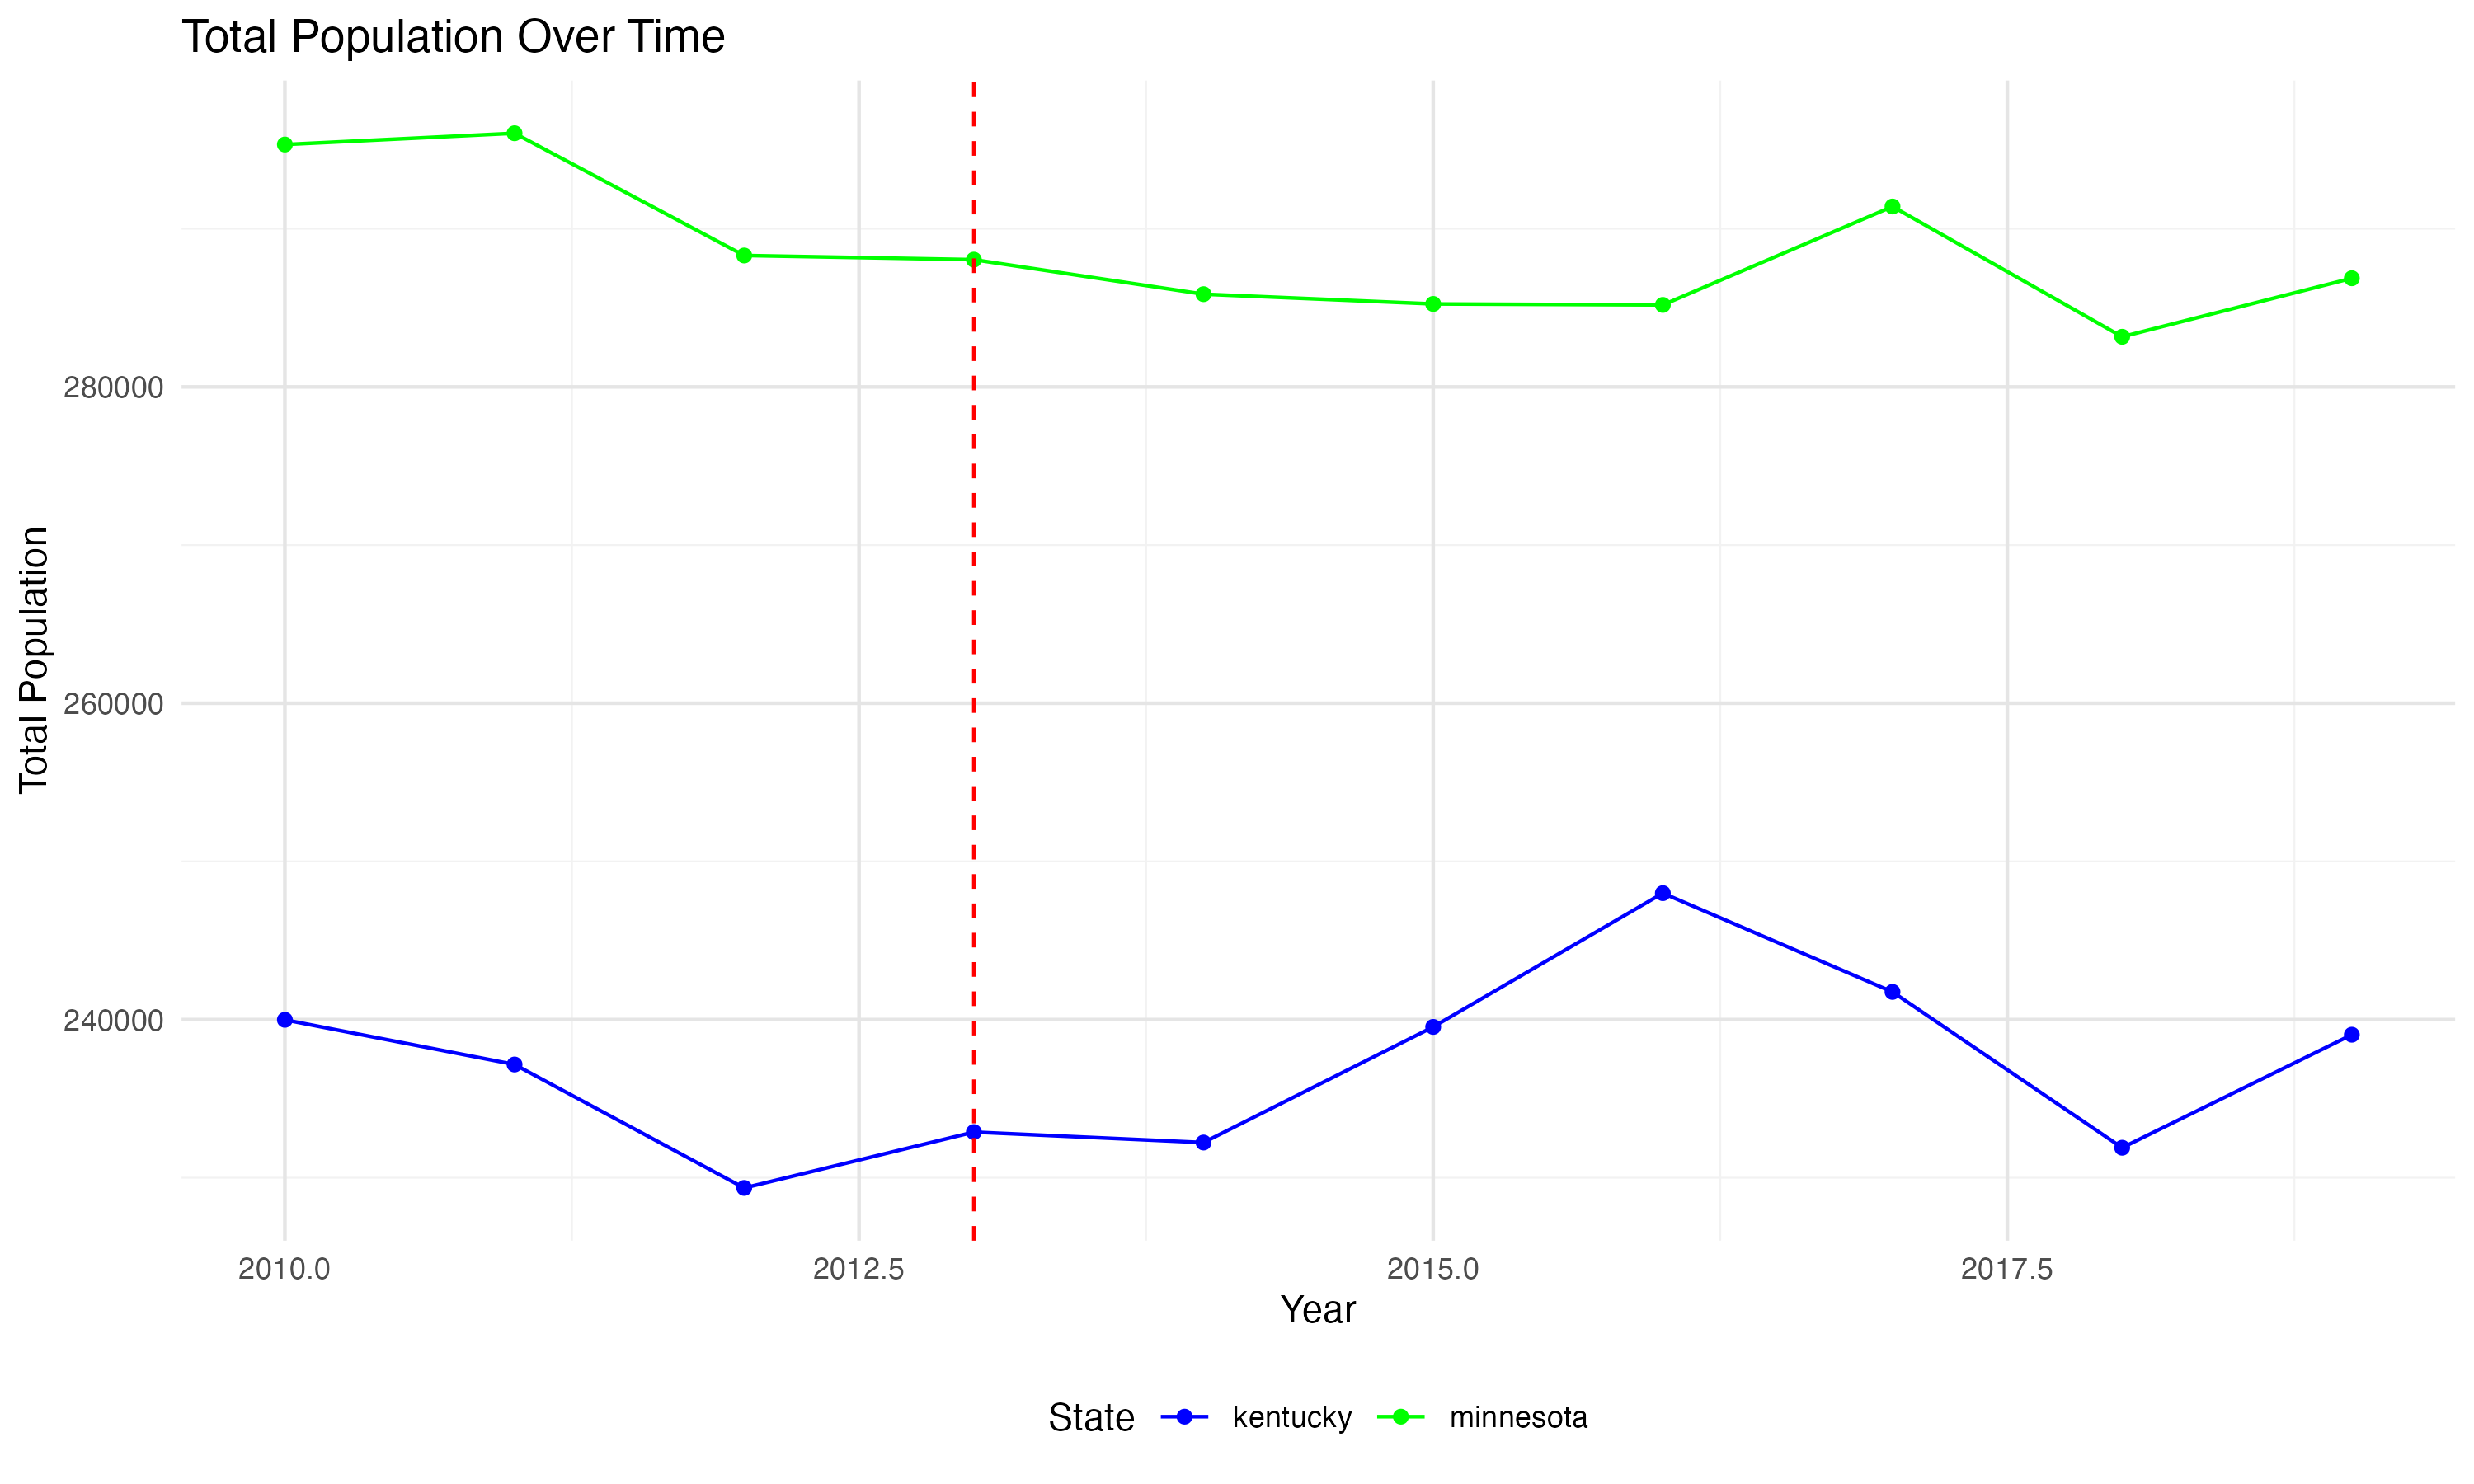 Total Population Over Time
Total Population
280000
260000
240000
2010.0 2012.5 2015.0 2017.5
Year
State kentucky minnesota